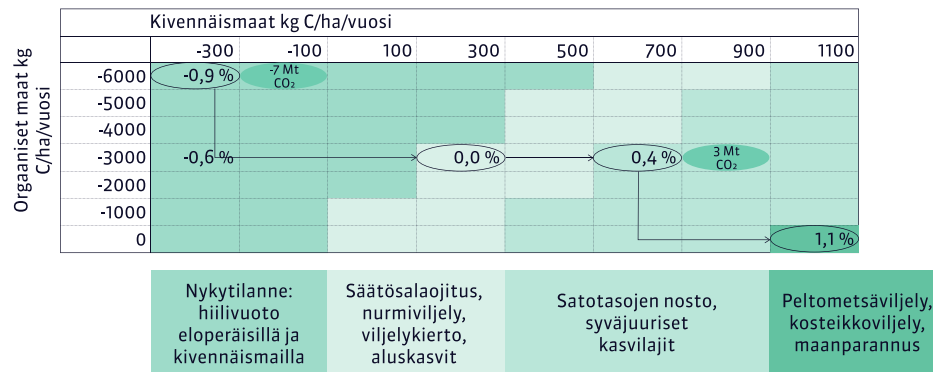 Kivennäismaat kg C/ha/vuosi
-300 -100 100 300 500 700 900 1100
Orgaaniset maat kg
C/ha/vuosi
-6000 -0,9 % -7 Mt
CO₂
-5000
-4000
-3000 -0,6 % 0,0 % 0,4 % 3 Mt
CO₂
-2000
-1000
0 1,1 %
Nykytilanne:
hiilivuoto
eloperäisillä ja
kivennäismailla
Säätösalaojitus,
nurmiviljely,
viljelykierto,
aluskasvit
Satotasojen nosto,
syväjuuriset
kasvilajit
Peltometsäviljely,
kosteikkoviljely,
maanparannus